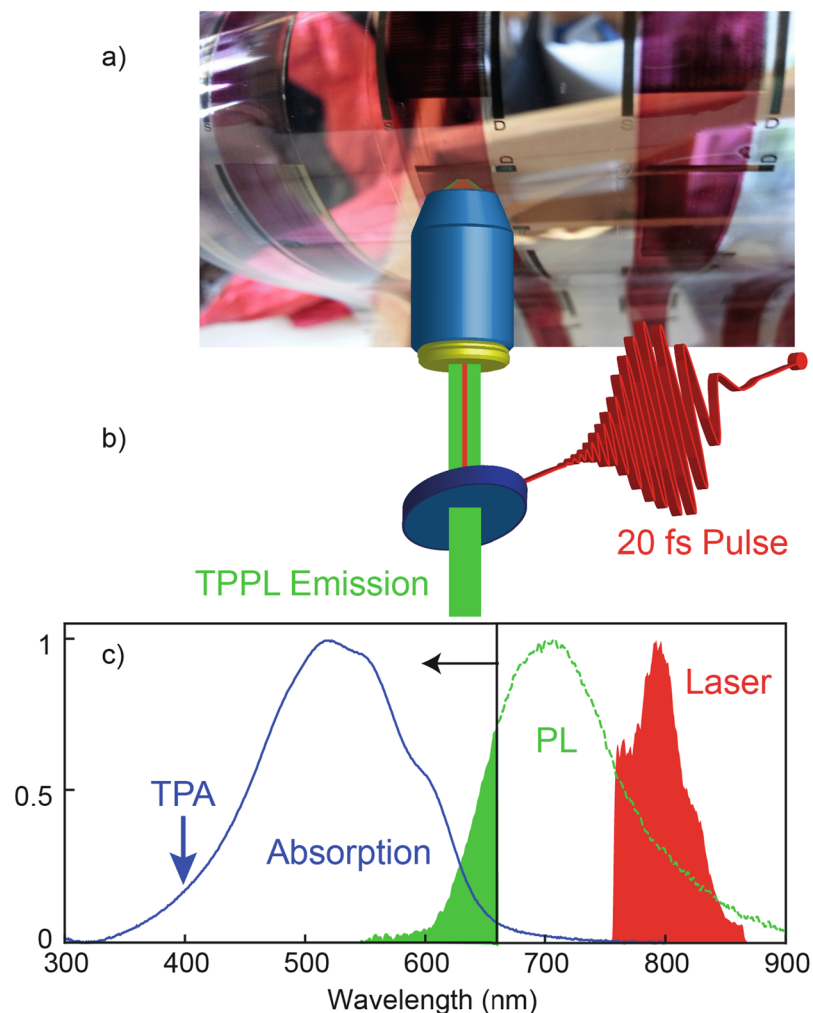 a)
S
D
S
D
b)
20 fs Pulse
TPPL Emission
c)
1
0.5
0
TPA
Absorption
PL
Laser
300
400
500
600
700
800
900
Wavelength (nm)